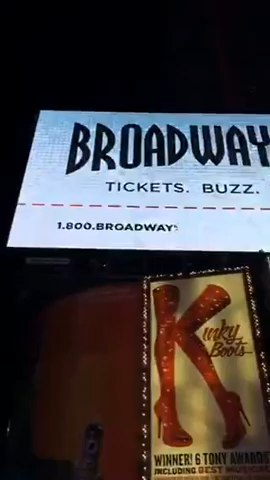 BROADWAY
TICKETS. BUZZ.
1.800.BROADWAY
Kinky
Boots
WINNER! 6 TONY AWARDS
INCLUDING BEST MUSICAL